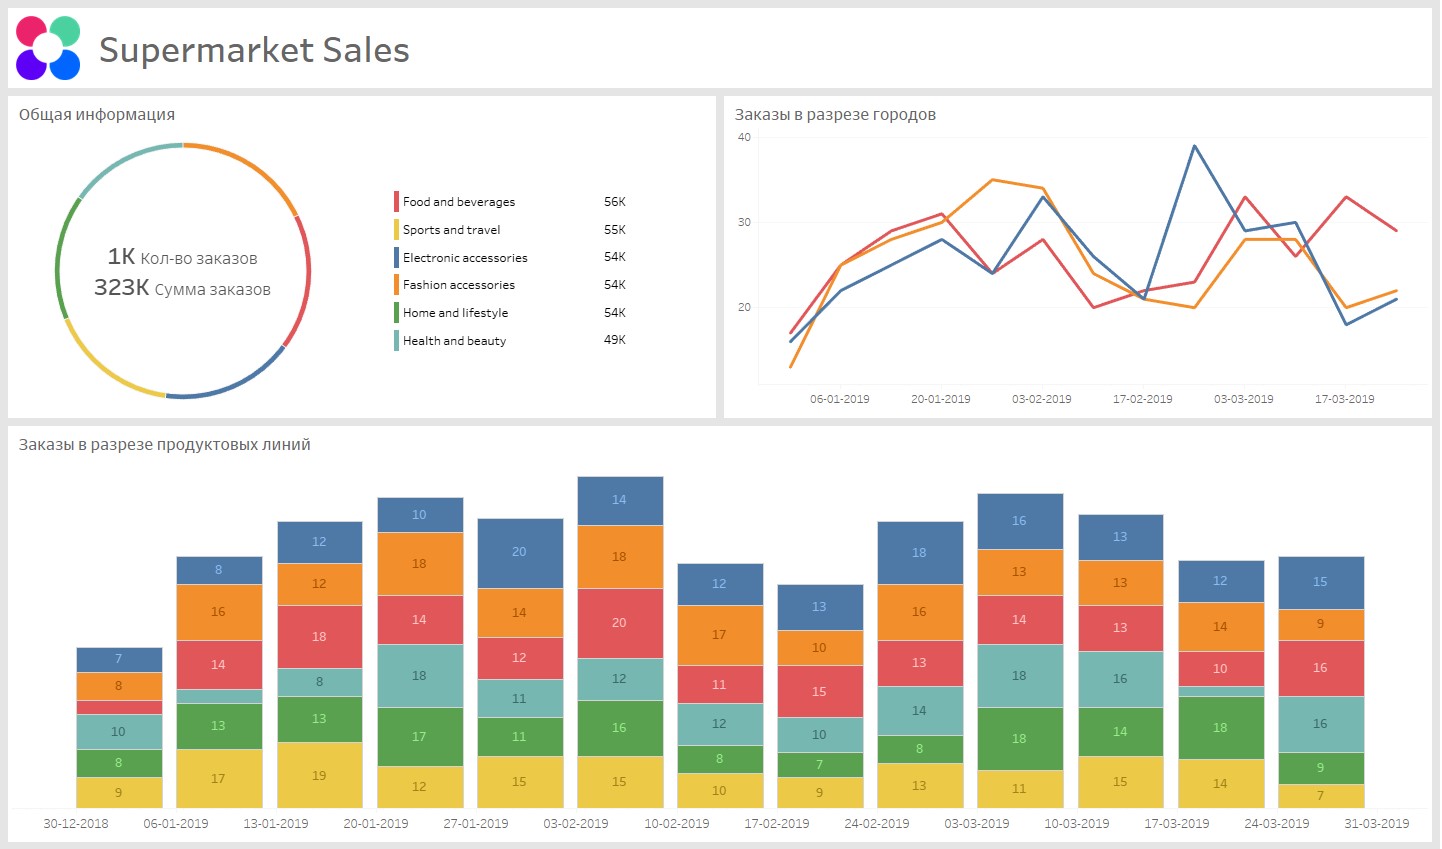 Supermarket Sales
Общая информация
1K Кол-во заказов
323K Сумма заказов
Food and beverages 56K
Sports and travel 55K
Electronic accessories 54K
Fashion accessories 54K
Home and lifestyle 54K
Health and beauty 49K
Заказы в разрезе городов
40
30
20
06-01-2019 20-01-2019 03-02-2019 17-02-2019 03-03-2019 17-03-2019
Заказы в разрезе продуктовых линий
7 8 10 8 9
8 16 14 13 17
12 12 18 8 13 19
10 18 14 18 17 12
20 14 12 11 11 15
14 18 20 12 16 15
12 17 11 12 8 10
13 10 15 10 7 9
18 16 13 14 8 13
16 13 14 18 18 11
13 13 13 16 14 15
12 14 10 18 14
15 9 16 16 9 7
30-12-2018 06-01-2019 13-01-2019 20-01-2019 27-01-2019 03-02-2019 10-02-2019 17-02-2019 24-02-2019 03-03-2019 10-03-2019 17-03-2019 24-03-2019 31-03-2019